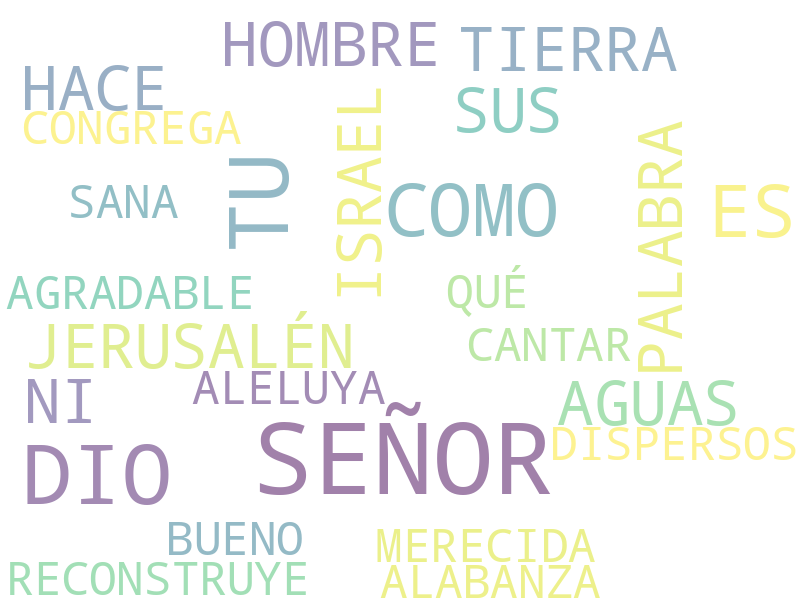 HOMBRE
TIERRA
HACE
SUS
CONGREGA
ISRAEL
PALABRA
TU
SANA
COMO
ES
AGRADABLE
QUÉ
JERUSALÉN
CANTAR
ALELUYA
NI
AGUAS
SEÑOR
DISPERSOS
DIO
BUENO
MERECIDA
RECONSTRUYE
ALABANZA